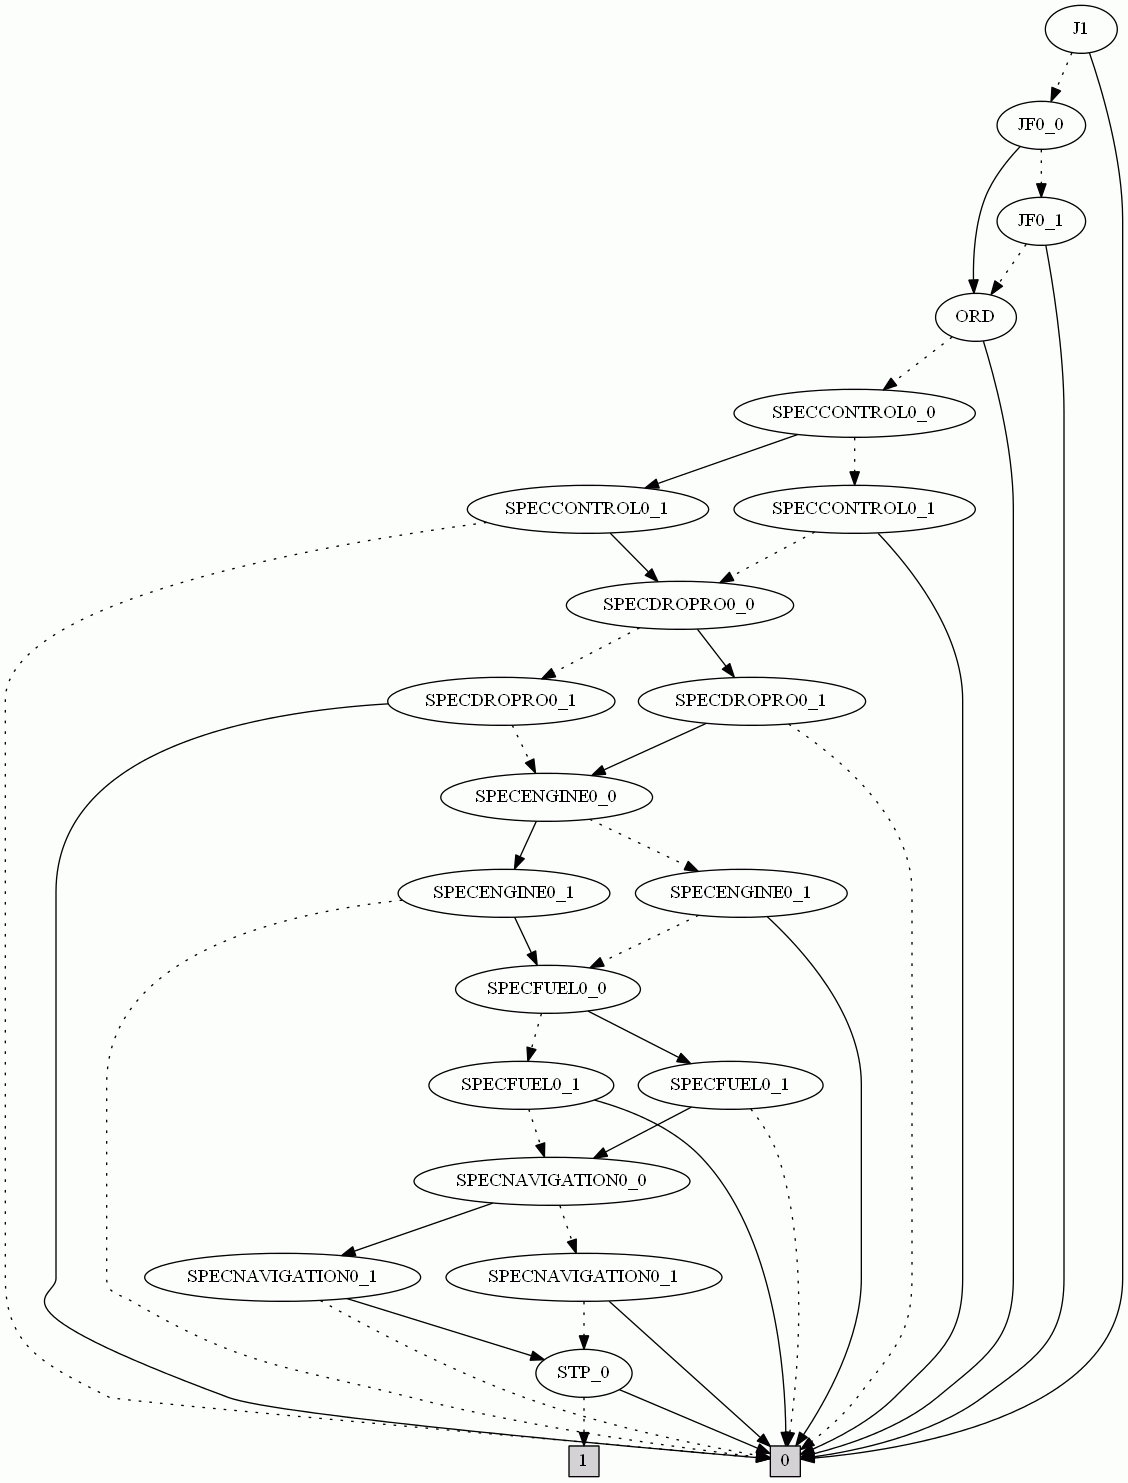 J1
JF0_0
JF0_1
ORD
SPECCONTROL0_0
SPECCONTROL0_1
SPECCONTROL0_1
SPECDROPRO0_0
SPECDROPRO0_1
SPECDROPRO0_1
SPECENGINE0_0
SPECENGINE0_1
SPECENGINE0_1
SPECFUEL0_0
SPECFUEL0_1
SPECFUEL0_1
SPECNAVIGATION0_0
SPECNAVIGATION0_1
SPECNAVIGATION0_1
STP_0
1
0